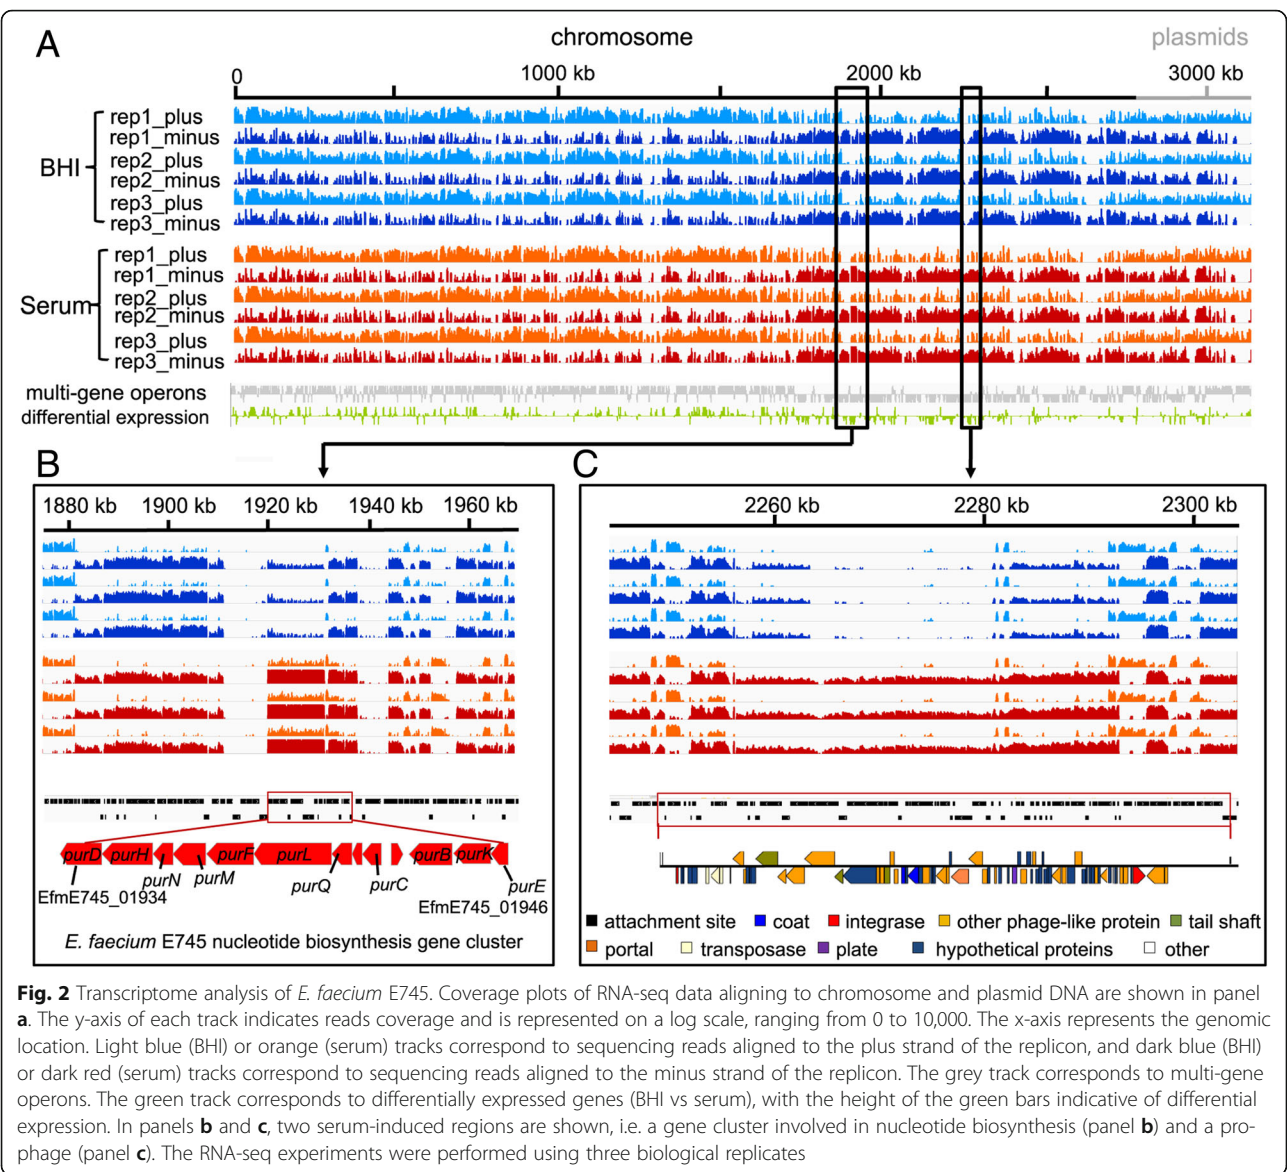 A
chromosome
plasmids
0
1000 kb
2000 kb
3000 kb
BHI
rep1_plus
rep1_minus
rep2_plus
rep2_minus
rep3_plus
rep3_minus
Serum
rep1_plus
rep1_minus
rep2_plus
rep2_minus
rep3_plus
rep3_minus
multi-gene operons
differential expression
B
1880 kb 1900 kb 1920 kb 1940 kb 1960 kb
purD purH purF purL purB purK
purN purM purQ purC purE
EfmE745_01934
EfmE745_01946
E. faecium E745 nucleotide biosynthesis gene cluster
C
2260 kb 2280 kb 2300 kb
attachment site coat integrase other phage-like protein tail shaft
portal transposase plate hypothetical proteins other
Fig. 2 Transcriptome analysis of E. faecium E745. Coverage plots of RNA-seq data aligning to chromosome and plasmid DNA are shown in panel
a. The y-axis of each track indicates reads coverage and is represented on a log scale, ranging from 0 to 10,000. The x-axis represents the genomic
location. Light blue (BHI) or orange (serum) tracks correspond to sequencing reads aligned to the plus strand of the replicon, and dark blue (BHI)
or dark red (serum) tracks correspond to sequencing reads aligned to the minus strand of the replicon. The grey track corresponds to multi-gene
operons. The green track corresponds to differentially expressed genes (BHI vs serum), with the height of the green bars indicative of differential
expression. In panels b and c, two serum-induced regions are shown, i.e. a gene cluster involved in nucleotide biosynthesis (panel b) and a pro-
phage (panel c). The RNA-seq experiments were performed using three biological replicates